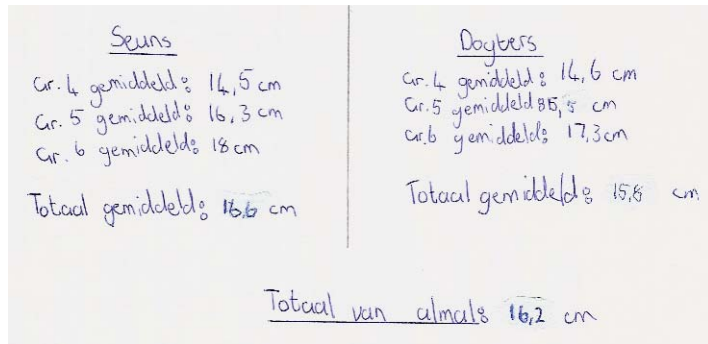 Seuns
Gr. 4 gemiddeld: 14,5 cm
Gr. 5 gemiddeld: 16,3 cm
Gr. 6 gemiddeld: 18 cm
Totaal gemiddeld: 16,6 cm
Dogters
Gr. 4 gemiddeld: 14,6 cm
Gr. 5 gemiddeld cm
Gr. 6 gemiddeld: 17,3cm
Totaal gemiddeld: 15,8 cm
Totaal van almal: 16,2 cm